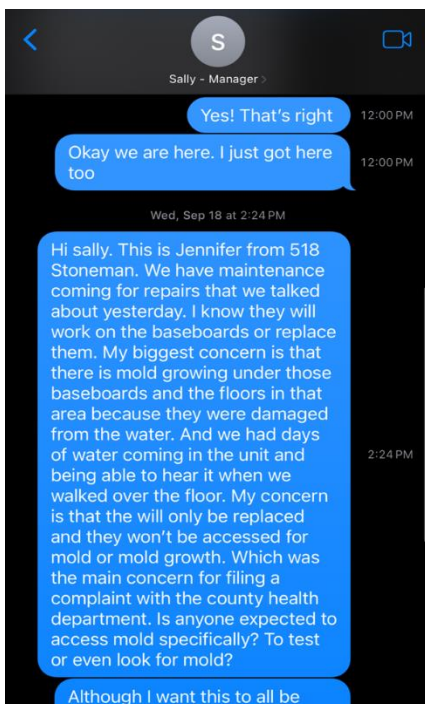 S
Sally - Manager >
Yes! That's right
12:00 PM
Okay we are here. I just got here
too
12:00 PM
Wed, Sep 18 at 2:24 PM
Hi sally. This is Jennifer from 518
Stoneman. We have maintenance
coming for repairs that we talked
about yesterday. I know they will
work on the baseboards or replace
them. My biggest concern is that
there is mold growing under those
baseboards and the floors in that
area because they were damaged
from the water. And we had days
of water coming in the unit and
being able to hear it when we
walked over the floor. My concern
is that the will only be replaced
and they won't be accessed for
mold or mold growth. Which was
the main concern for filing a
complaint with the county health
department. Is anyone expected to
access mold specifically? To test
or even look for mold?
2:24 PM
Although I want this to all be